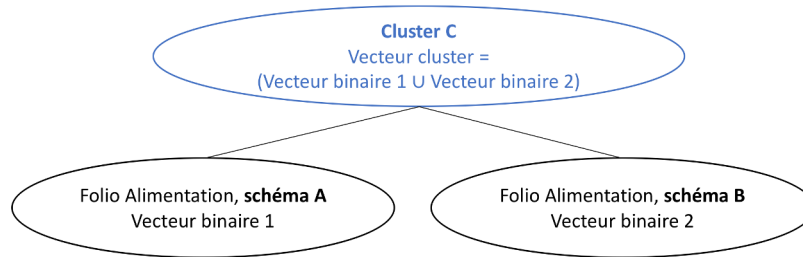 Cluster C
Vecteur cluster =
(Vecteur binaire 1 ∪ Vecteur binaire 2)
Folio Alimentation, schéma A
Vecteur binaire 1
Folio Alimentation, schéma B
Vecteur binaire 2